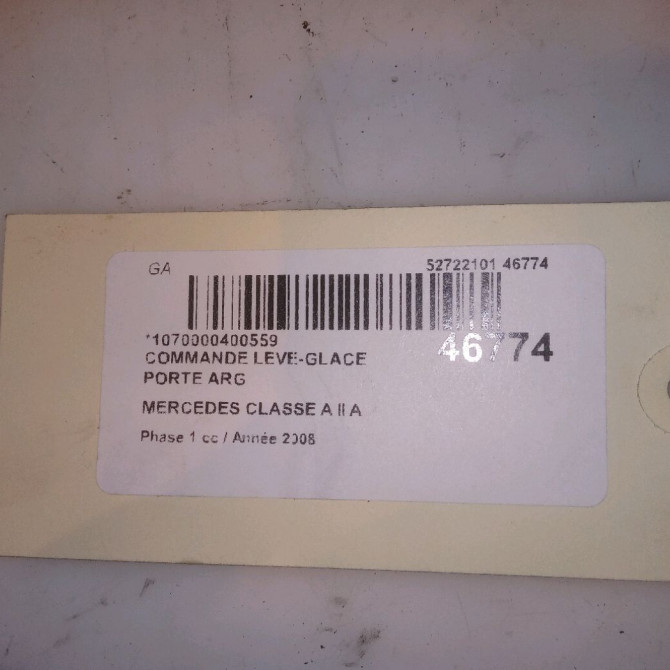 GA 52722101 46774
*1070000400559
46774
COMMANDE LEVE-GLACE
PORTE ARG
MERCEDES CLASSE A II A
Phase 1 cc / Année 2008